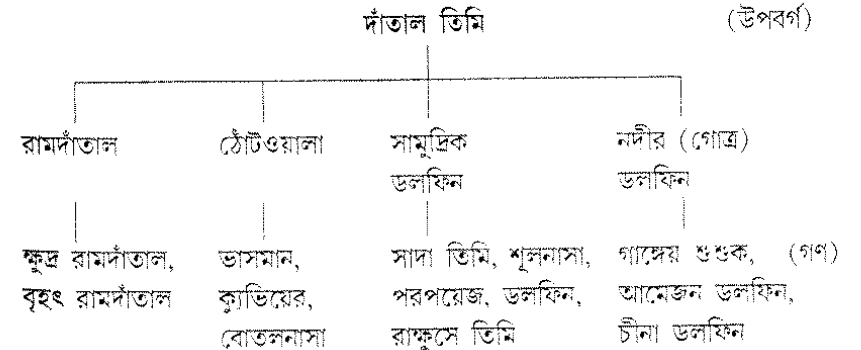 দাঁতাল তিমি (উপবর্গ)
রামদাঁতাল ঠোঁটওয়ালা সামুদ্রিক নদীর (গোত্র)
ডলফিন ডলফিন
ক্ষুদ্র রামদাঁতাল, ভাসমান, সাদা তিমি, শূলনাসা, গাঙ্গেয় শুশুক, (গণ)
বৃহৎ রামদাঁতাল ক্যুভিয়ের, পরপয়েজ, ডলফিন, আমেজন ডলফিন,
বোতলনাসা রাক্ষুসে তিমি চীনা ডলফিন